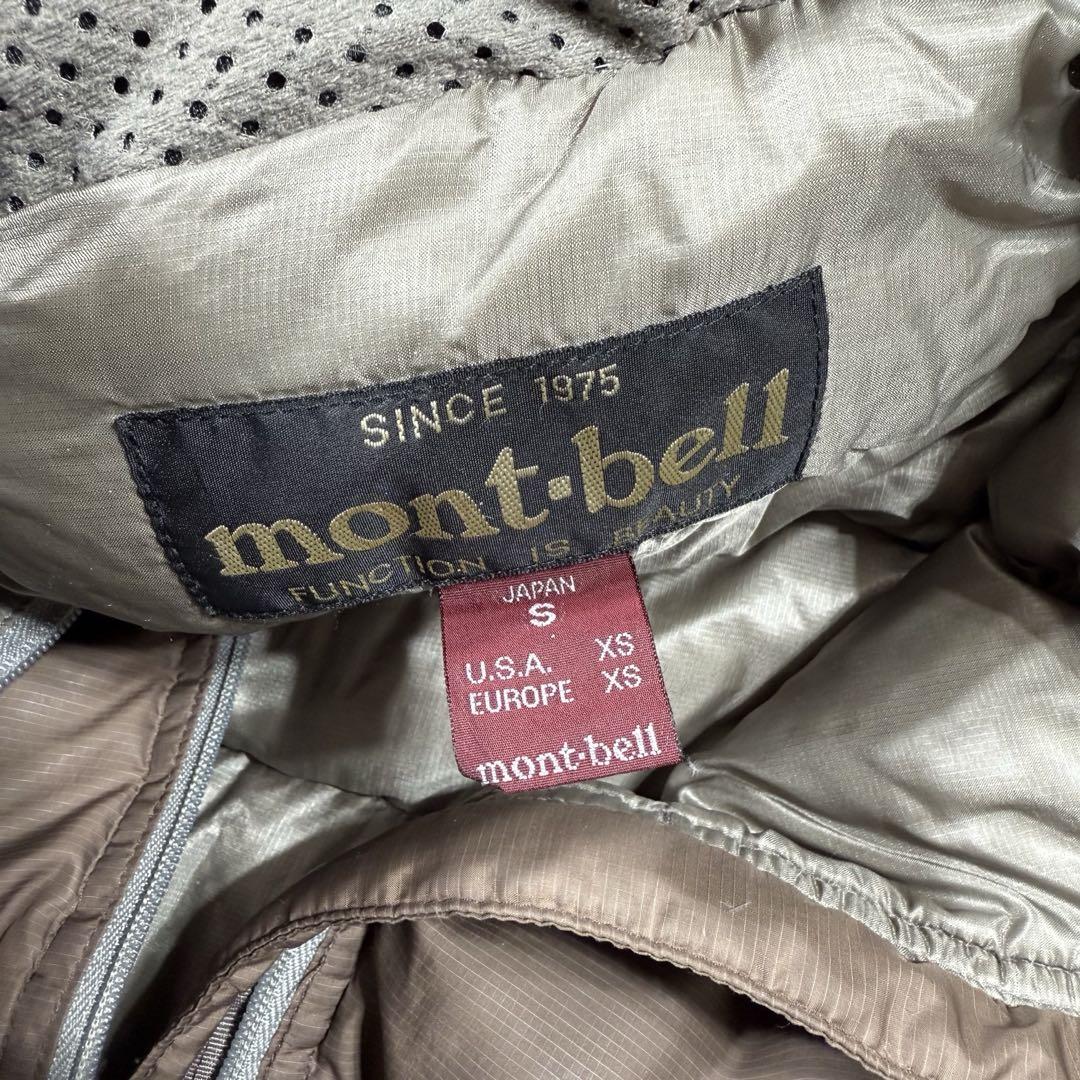 SINCE 1975
mont·bell
FUNCTION IS BEAUTY
JAPAN
S
U.S.A. XS
EUROPE XS
mont·bell